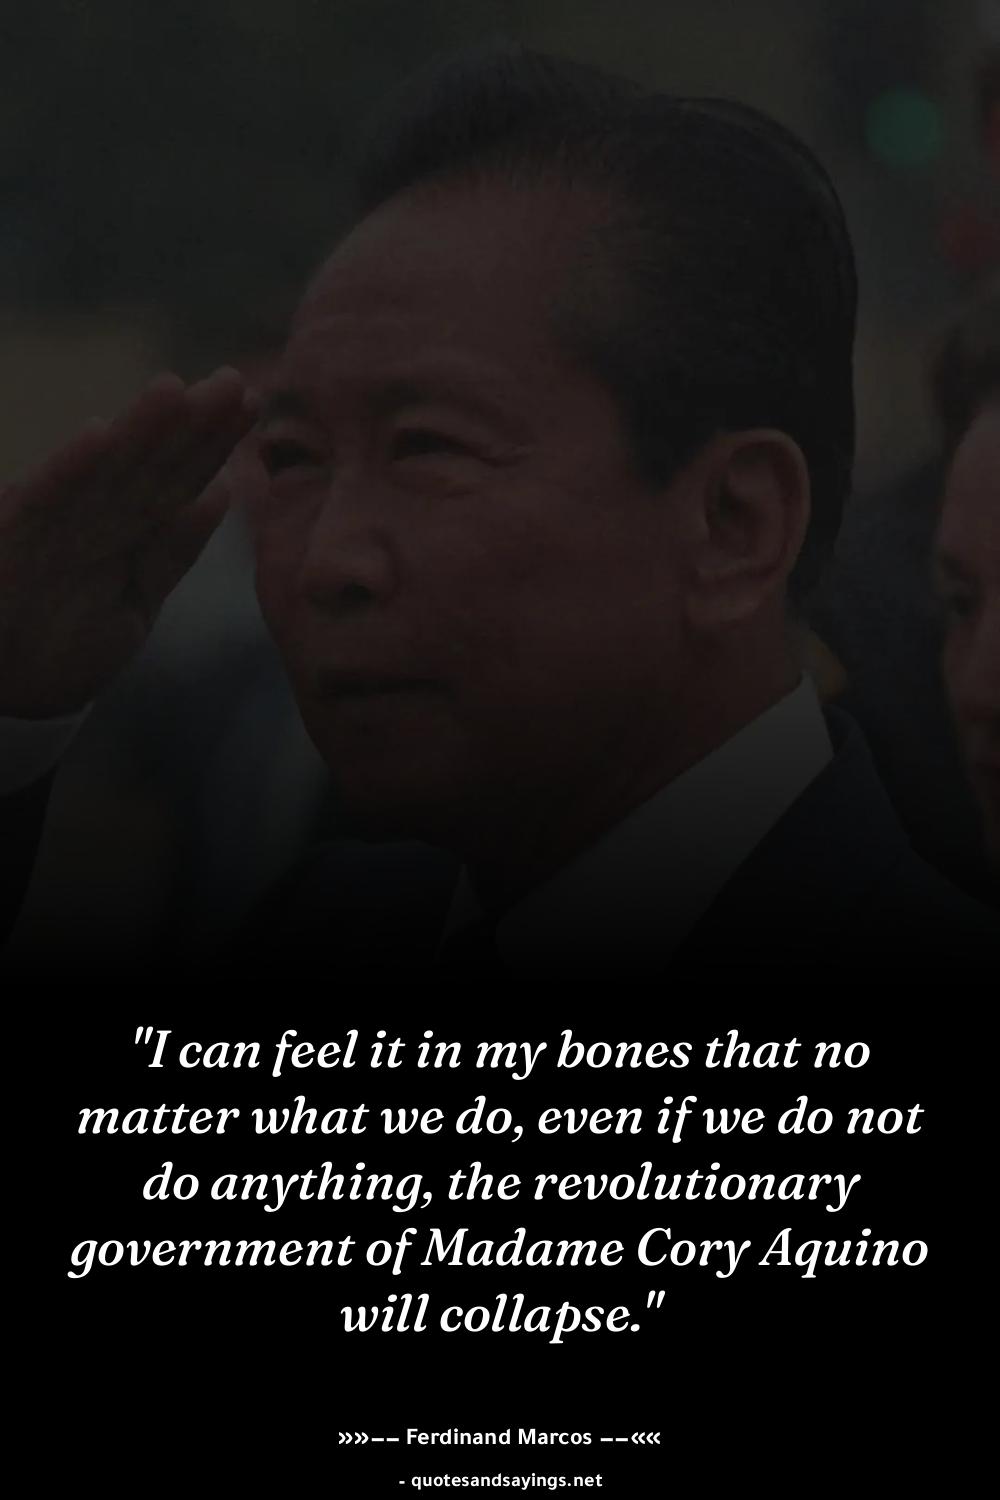 "I can feel it in my bones that no
matter what we do, even if we do not
do anything, the revolutionary
government of Madame Cory Aquino
will collapse."
»»−− Ferdinand Marcos −−««
- quotesandsayings.net